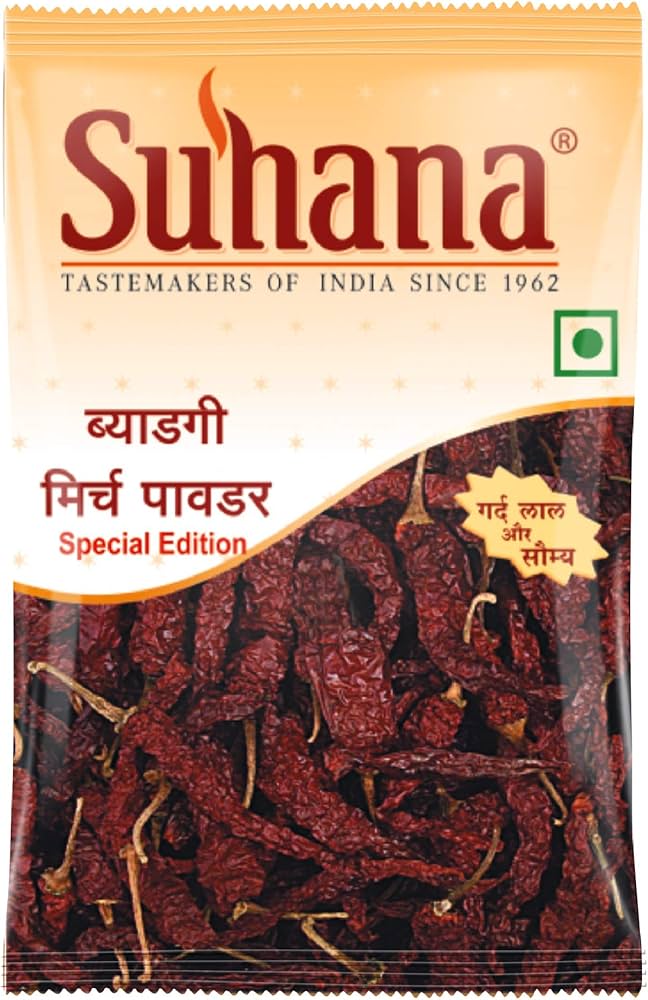 Suhana®
TASTEMAKERS OF INDIA SINCE 1962
ब्याडगी
मिर्च पावडर
Special Edition
गर्द लाल
और
सौम्य